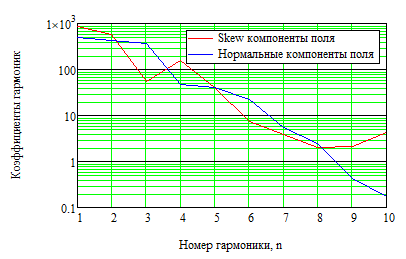 1×10³
Skew компоненты поля
Нормальные компоненты поля
100
10
1
0.1
1 2 3 4 5 6 7 8 9 10
Коэффициенты гармоник
Номер гармоники, n